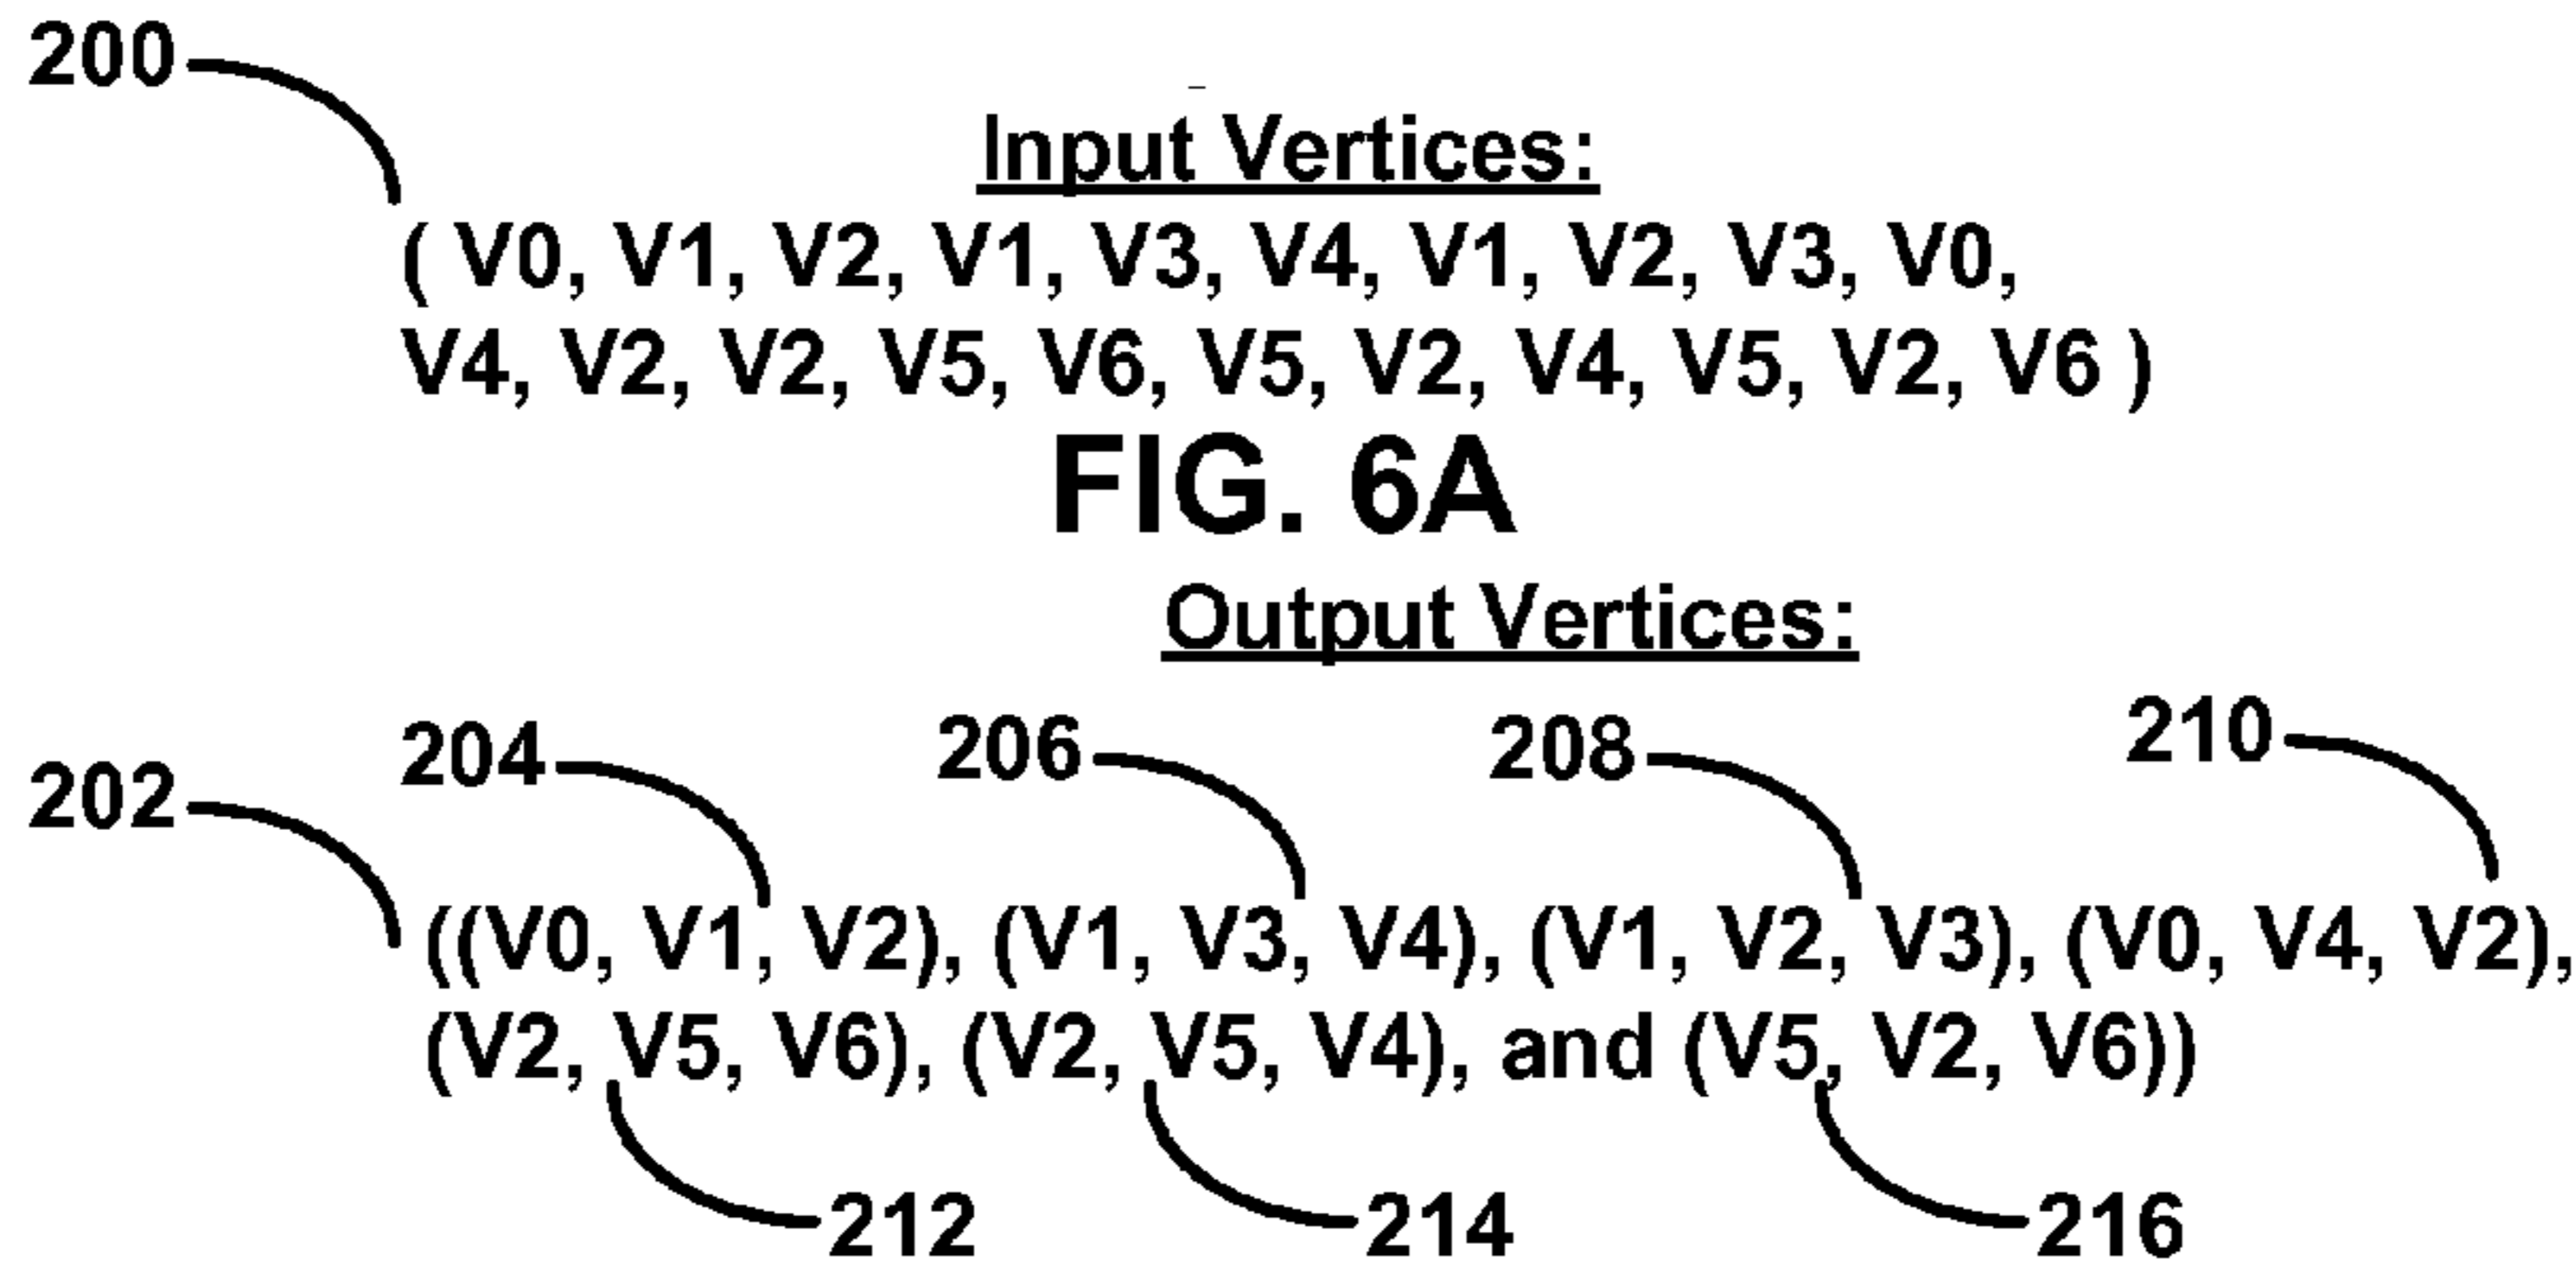 200
Input Vertices:
( V0, V1, V2, V1, V3, V4, V1, V2, V3, V0,
V4, V2, V2, V5, V6, V5, V2, V4, V5, V2, V6 )
FIG. 6A
Output Vertices:
202 204 206 208 210
((V0, V1, V2), (V1, V3, V4), (V1, V2, V3), (V0, V4, V2),
(V2, V5, V6), (V2, V5, V4), and (V5, V2, V6))
212 214 216